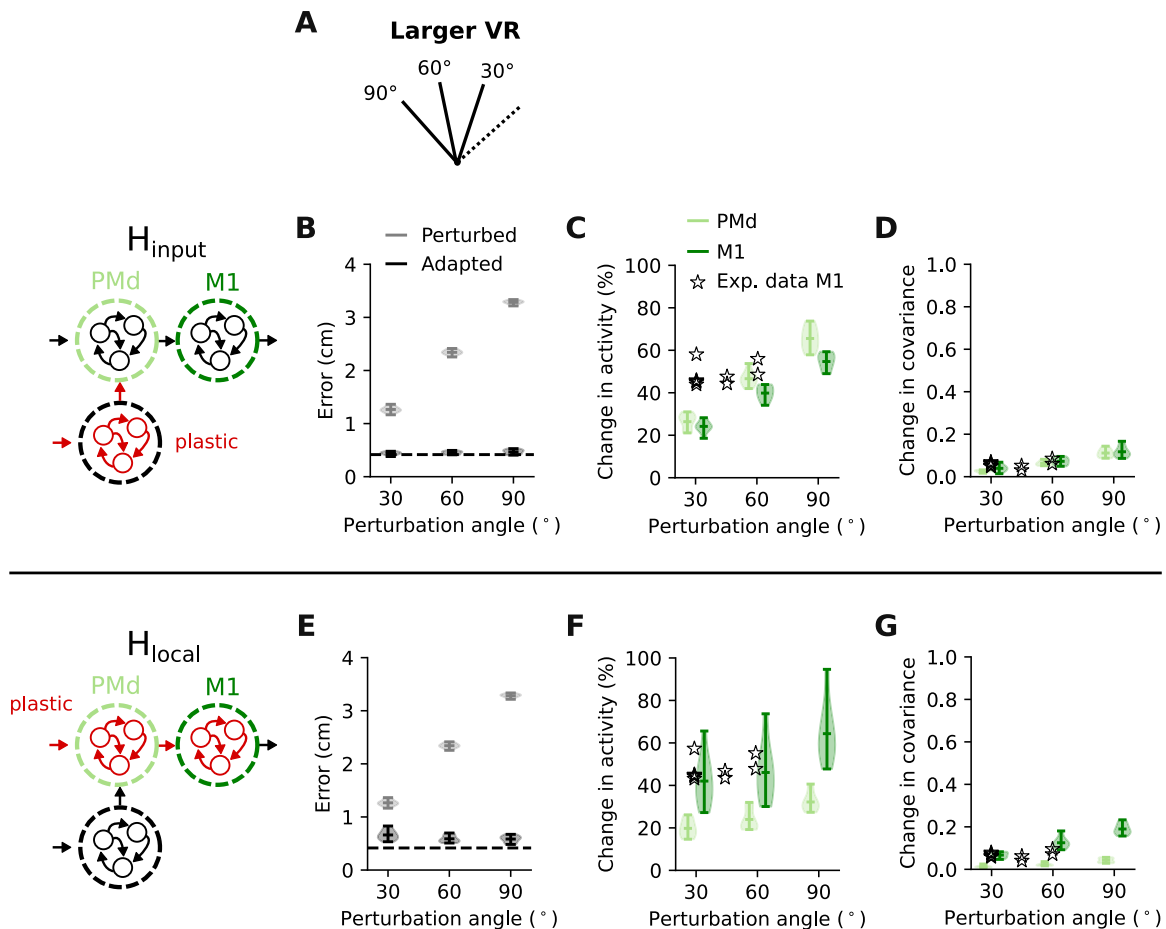 A
Larger VR
90°
60°
30°
H_input
PMd
M1
plastic
B
Perturbed
Adapted
Error (cm)
4
3
2
1
0
30
60
90
Perturbation angle (°)
C
PMd
M1
Exp. data M1
Change in activity (%)
100
80
60
40
20
0
30
60
90
Perturbation angle (°)
D
Change in covariance
1.0
0.8
0.6
0.4
0.2
0.0
30
60
90
Perturbation angle (°)
H_local
plastic
PMd
M1
E
Error (cm)
4
3
2
1
0
30
60
90
Perturbation angle (°)
F
Change in activity (%)
100
80
60
40
20
0
30
60
90
Perturbation angle (°)
G
Change in covariance
1.0
0.8
0.6
0.4
0.2
0.0
30
60
90
Perturbation angle (°)